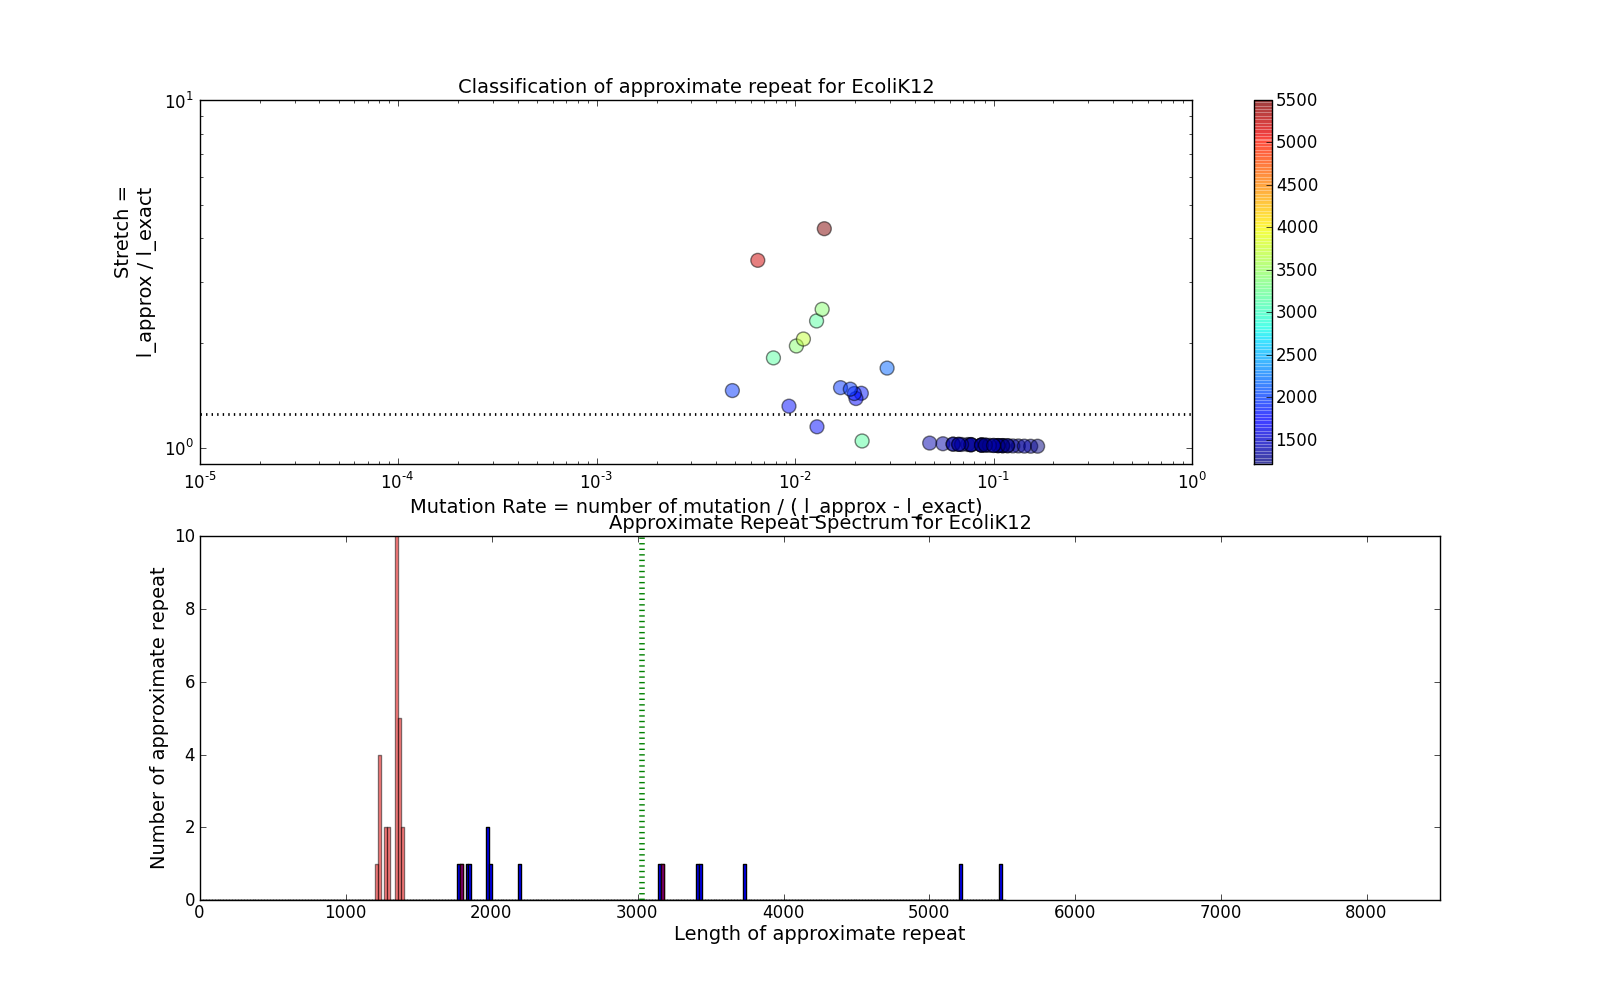 Classification of approximate repeat for EcoliK12
10^1
10^0
Stretch =
l_approx / l_exact
10^-5 10^-4 10^-3 10^-2 10^-1 10^0
Mutation Rate = number of mutation / ( l_approx - l_exact)
5500
5000
4500
4000
3500
3000
2500
2000
1500
Approximate Repeat Spectrum for EcoliK12
10
8
6
4
2
0
Number of approximate repeat
0 1000 2000 3000 4000 5000 6000 7000 8000
Length of approximate repeat